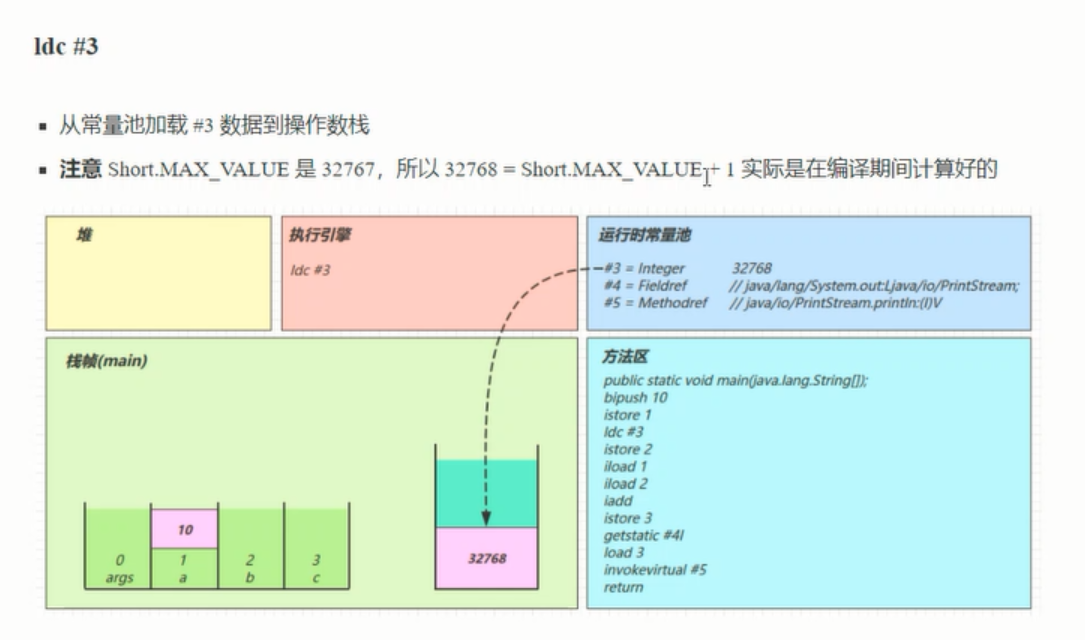 ldc #3
▪ 从常量池加载 #3 数据到操作数栈
▪ 注意 Short.MAX_VALUE 是 32767，所以 32768 = Short.MAX_VALUE + 1 实际是在编译期间计算好的
堆
执行引擎
ldc #3
运行时常量池
#3 = Integer 32768
#4 = Fieldref // java/lang/System.out:Ljava/io/PrintStream;
#5 = Methodref // java/io/PrintStream.println:(I)V
栈帧(main)
10
0 1 2 3
args a b c
32768
方法区
public static void main(java.lang.String[]);
bipush 10
istore 1
ldc #3
istore 2
iload 1
iload 2
iadd
istore 3
getstatic #4l
load 3
invokevirtual #5
return